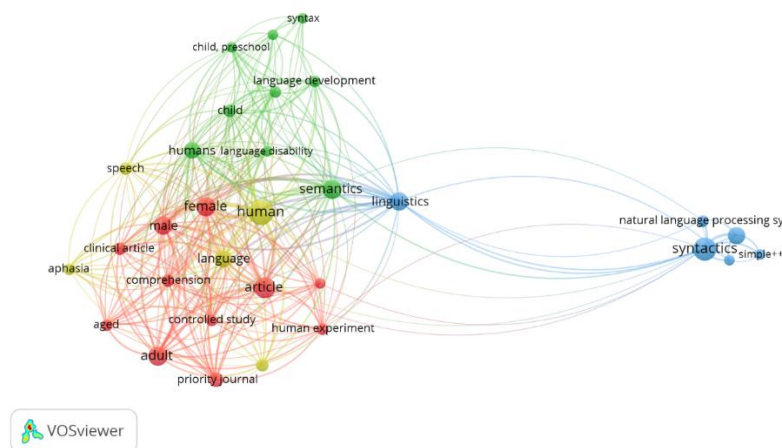 syntax
child, preschool
language development
child
humans
language disability
speech
semantics
linguistics
female
human
male
natural language processing sy
syntactics
simple++
clinical article
language
aphasia
comprehension
article
aged
controlled study
human experiment
adult
priority journal
VOSviewer